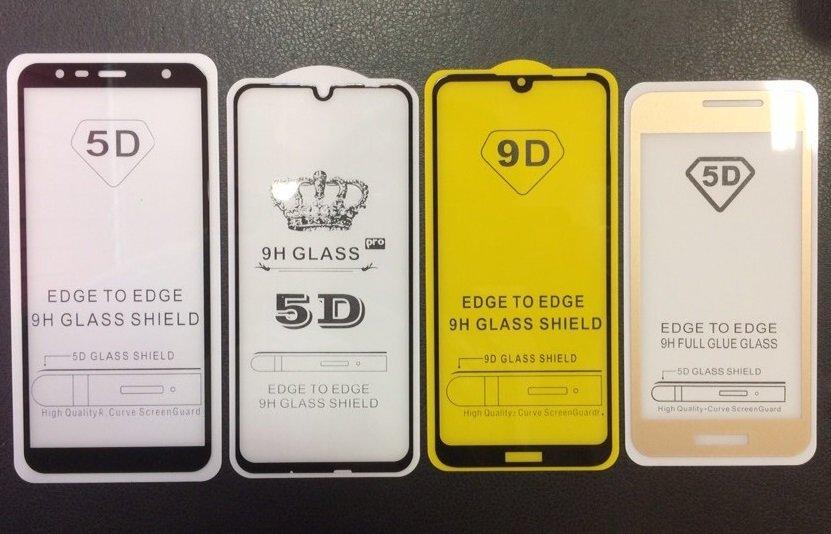 5D
EDGE TO EDGE
9H GLASS SHIELD
5D GLASS SHIELD
High Quality R. Curve ScreenGuard
9H GLASS pro
5D
EDGE TO EDGE
9H GLASS SHIELD
9D
EDGE TO EDGE
9H GLASS SHIELD
9D GLASS SHIELD
High Quality: Curve ScreenGuard
5D
EDGE TO EDGE
9H FULL GLUE GLASS
5D GLASS SHIELD
High Quality-Curve ScreenGuard